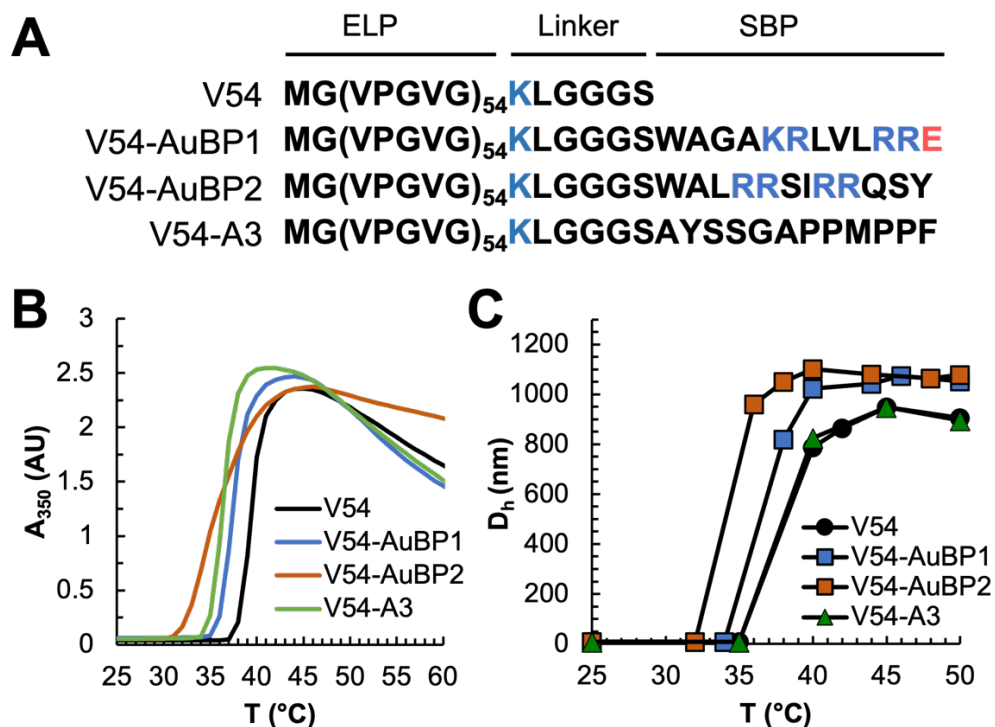 A
ELP Linker SBP
V54 MG(VPGVG)54KLGGGS
V54-AuBP1 MG(VPGVG)54KLGGGSWAGAKRLVLRRE
V54-AuBP2 MG(VPGVG)54KLGGGSWALRRSIRRQSY
V54-A3 MG(VPGVG)54KLGGGSAYSSGAPPMPPF
B
3
2.5
2
1.5
1
0.5
0
A350 (AU)
V54
V54-AuBP1
V54-AuBP2
V54-A3
25 30 35 40 45 50 55 60
T (°C)
C
1200
1000
800
600
400
200
0
Dh (nm)
V54
V54-AuBP1
V54-AuBP2
V54-A3
25 30 35 40 45 50
T (°C)